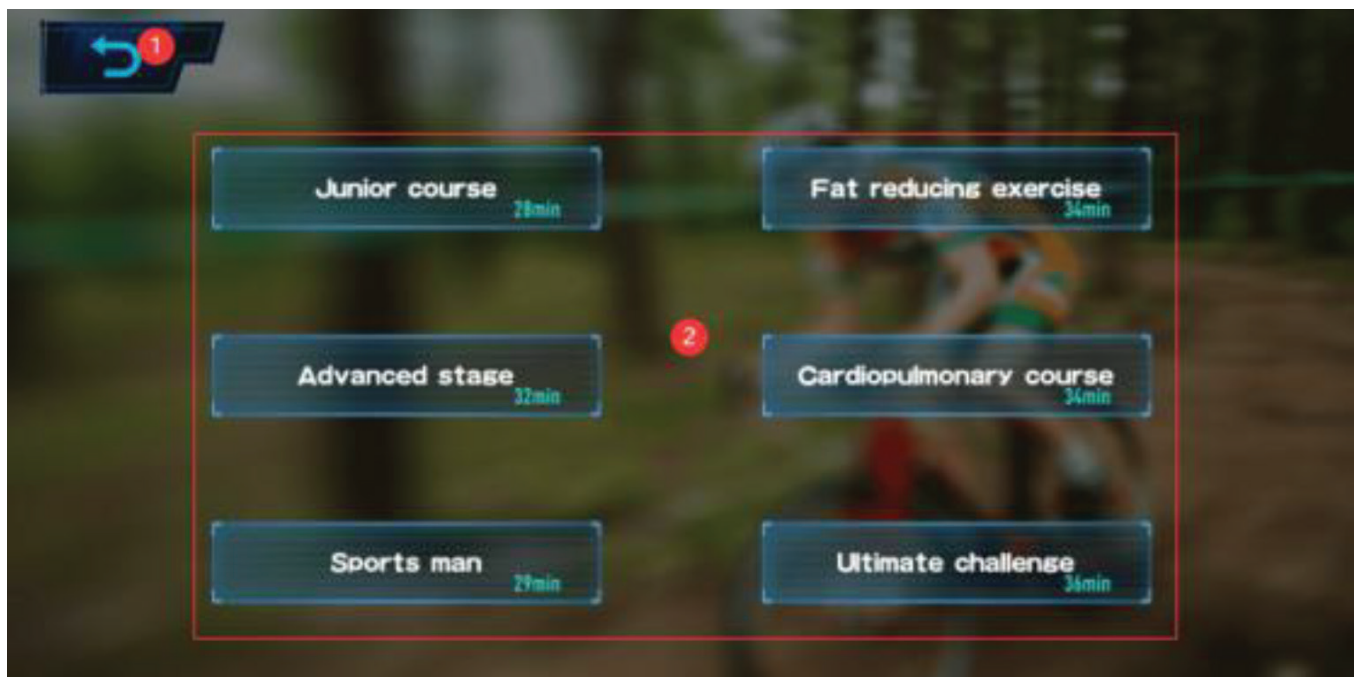 1
Junior course
28min
Fat reducing exercise
34min
2
Advanced stage
32min
Cardiopulmonary course
34min
Sports man
29min
Ultimate challenge
36min